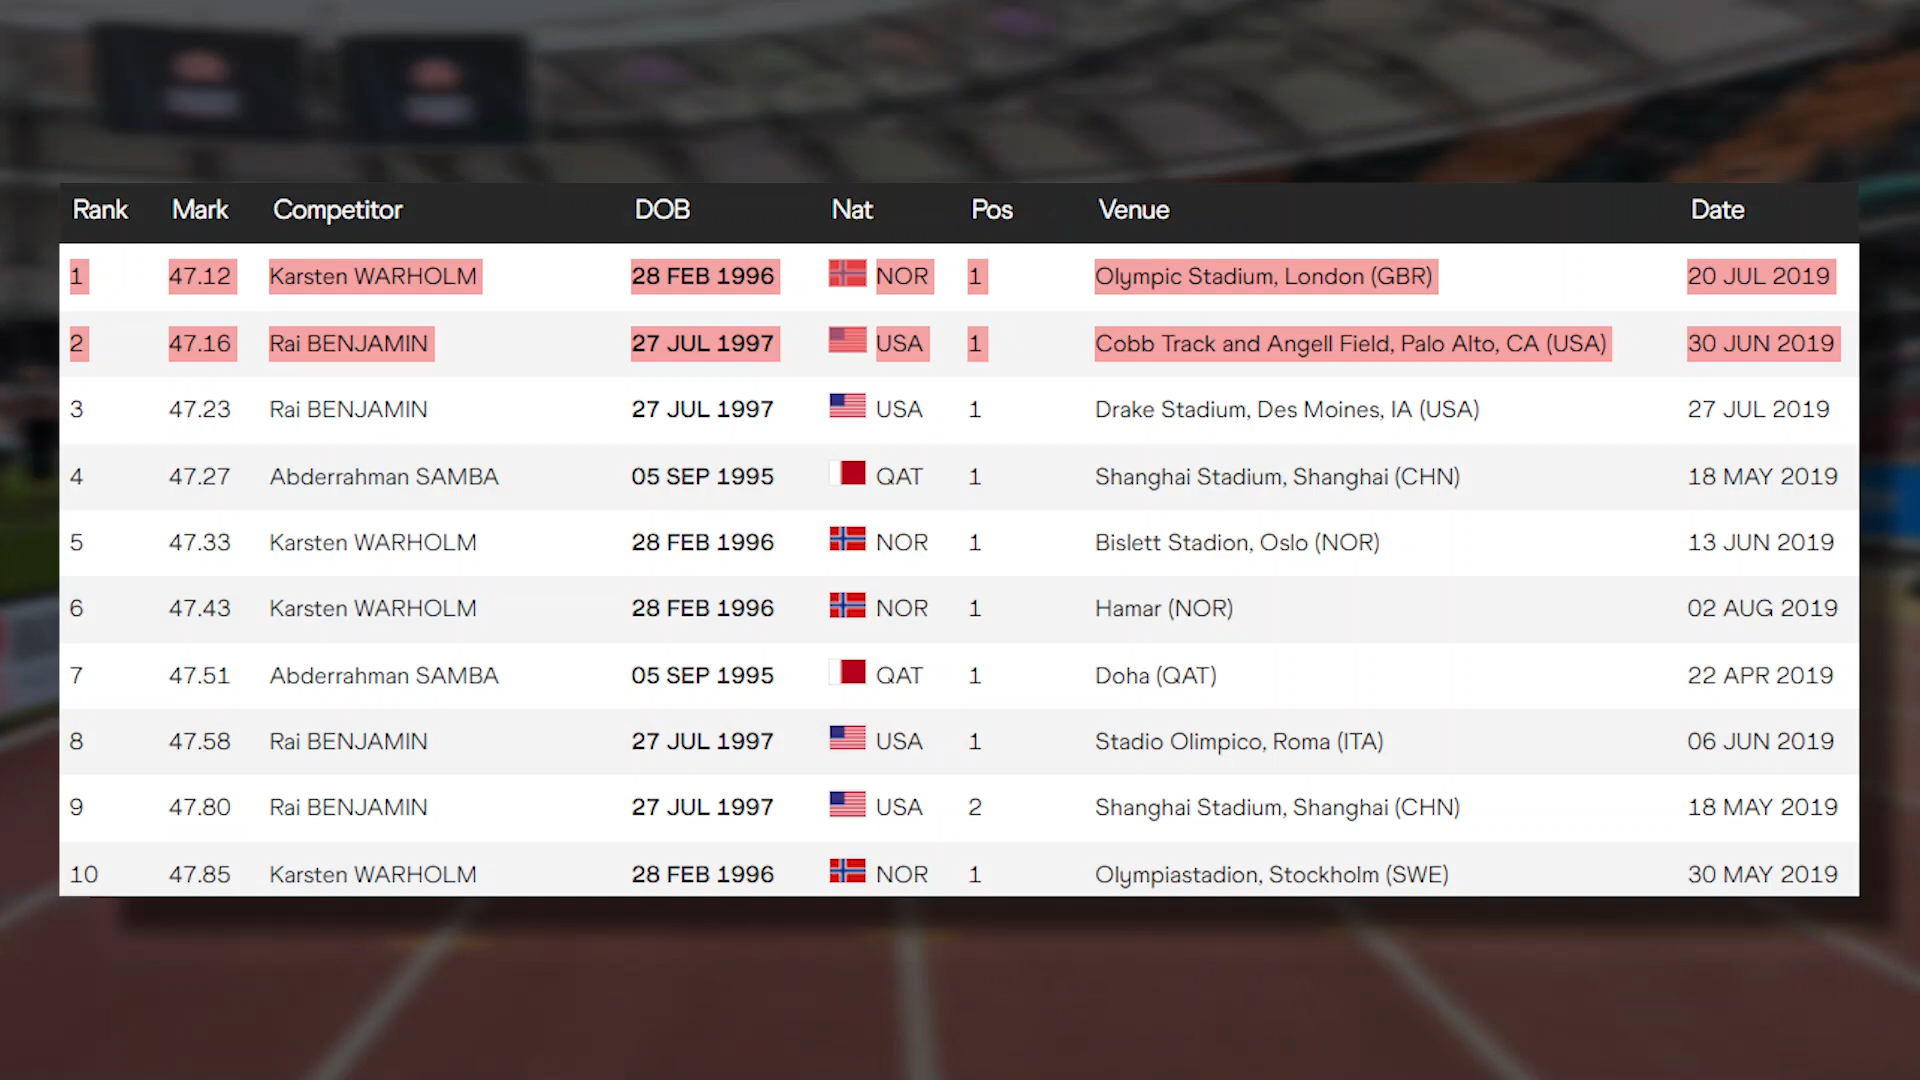 Rank Mark Competitor DOB Nat Pos Venue Date
1 47.12 Karsten WARHOLM 28 FEB 1996 NOR 1 Olympic Stadium, London (GBR) 20 JUL 2019
2 47.16 Rai BENJAMIN 27 JUL 1997 USA 1 Cobb Track and Angell Field, Palo Alto, CA (USA) 30 JUN 2019
3 47.23 Rai BENJAMIN 27 JUL 1997 USA 1 Drake Stadium, Des Moines, IA (USA) 27 JUL 2019
4 47.27 Abderrahman SAMBA 05 SEP 1995 QAT 1 Shanghai Stadium, Shanghai (CHN) 18 MAY 2019
5 47.33 Karsten WARHOLM 28 FEB 1996 NOR 1 Bislett Stadion, Oslo (NOR) 13 JUN 2019
6 47.43 Karsten WARHOLM 28 FEB 1996 NOR 1 Hamar (NOR) 02 AUG 2019
7 47.51 Abderrahman SAMBA 05 SEP 1995 QAT 1 Doha (QAT) 22 APR 2019
8 47.58 Rai BENJAMIN 27 JUL 1997 USA 1 Stadio Olimpico, Roma (ITA) 06 JUN 2019
9 47.80 Rai BENJAMIN 27 JUL 1997 USA 2 Shanghai Stadium, Shanghai (CHN) 18 MAY 2019
10 47.85 Karsten WARHOLM 28 FEB 1996 NOR 1 Olympiastadion, Stockholm (SWE) 30 MAY 2019